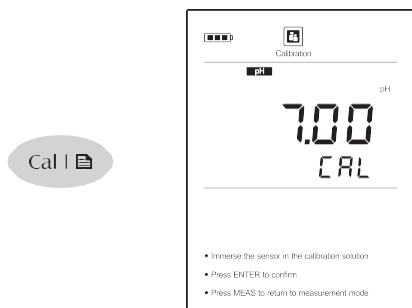 Calibration
pH
pH
7.00
Cal |
CAL
• Immerse the sensor in the calibration solution
• Press ENTER to confirm
• Press MEAS to return to measurement mode